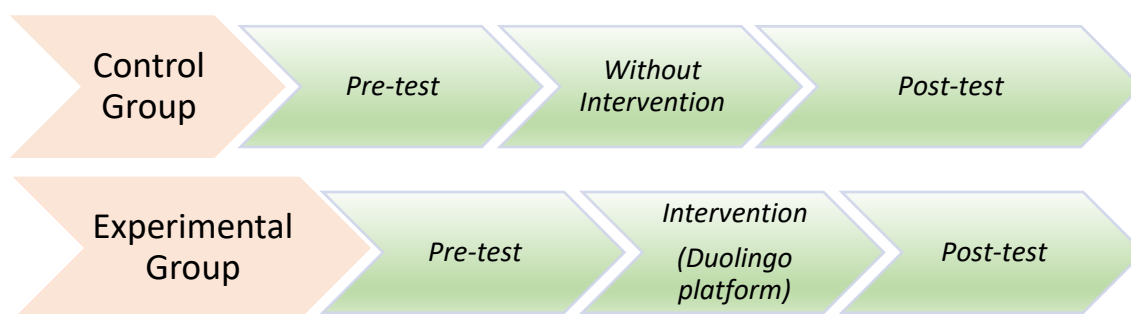 Control
Group
Pre-test
Without
Intervention
Post-test
Experimental
Group
Pre-test
Intervention
(Duolingo
platform)
Post-test